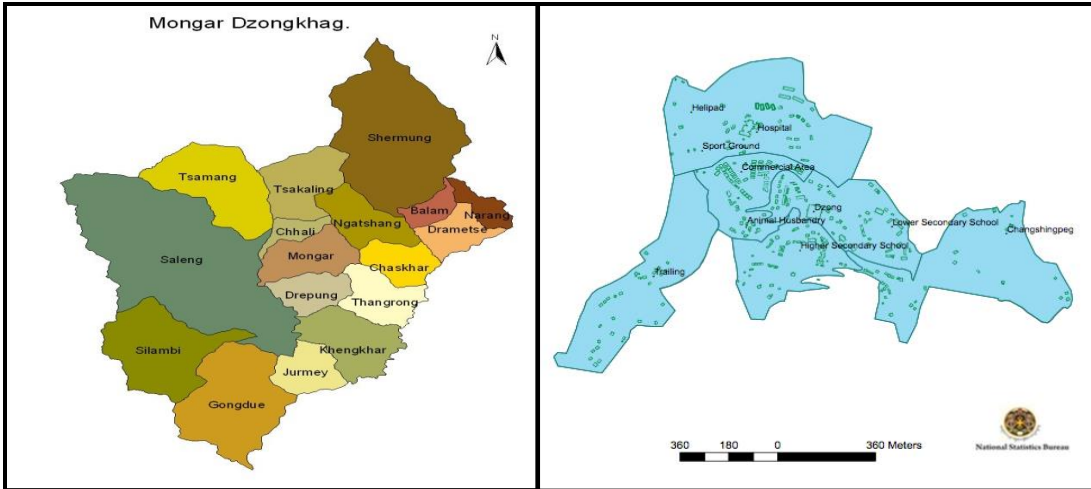 Mongar Dzongkhag.
N
Shermung
Tsamang
Tsakaling
Balam
Narang
Ngatshang
Drametse
Chhali
Saleng
Mongar
Chaskhar
Drepung
Thangrong
Silambi
Khengkhar
Jurmey
Gongdue
Helipad
Hospital
Sport Ground
Commercial Area
Dzong
Animal Husbandry
Lower Secondary School
Changshingpeg
Higher Secondary School
Trailing
360 180 0 360 Meters
National Statistics Bureau